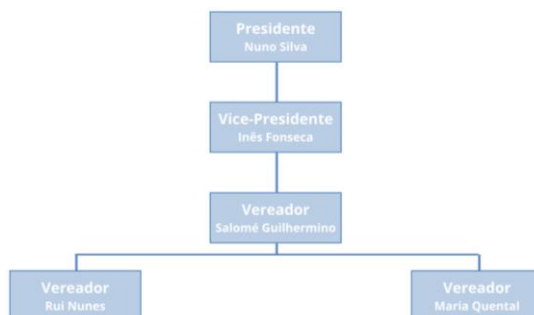 Presidente
Nuno Silva
Vice-Presidente
Inês Fonseca
Vereador
Salomé Guilhermino
Vereador
Rui Nunes
Vereador
Maria Quental